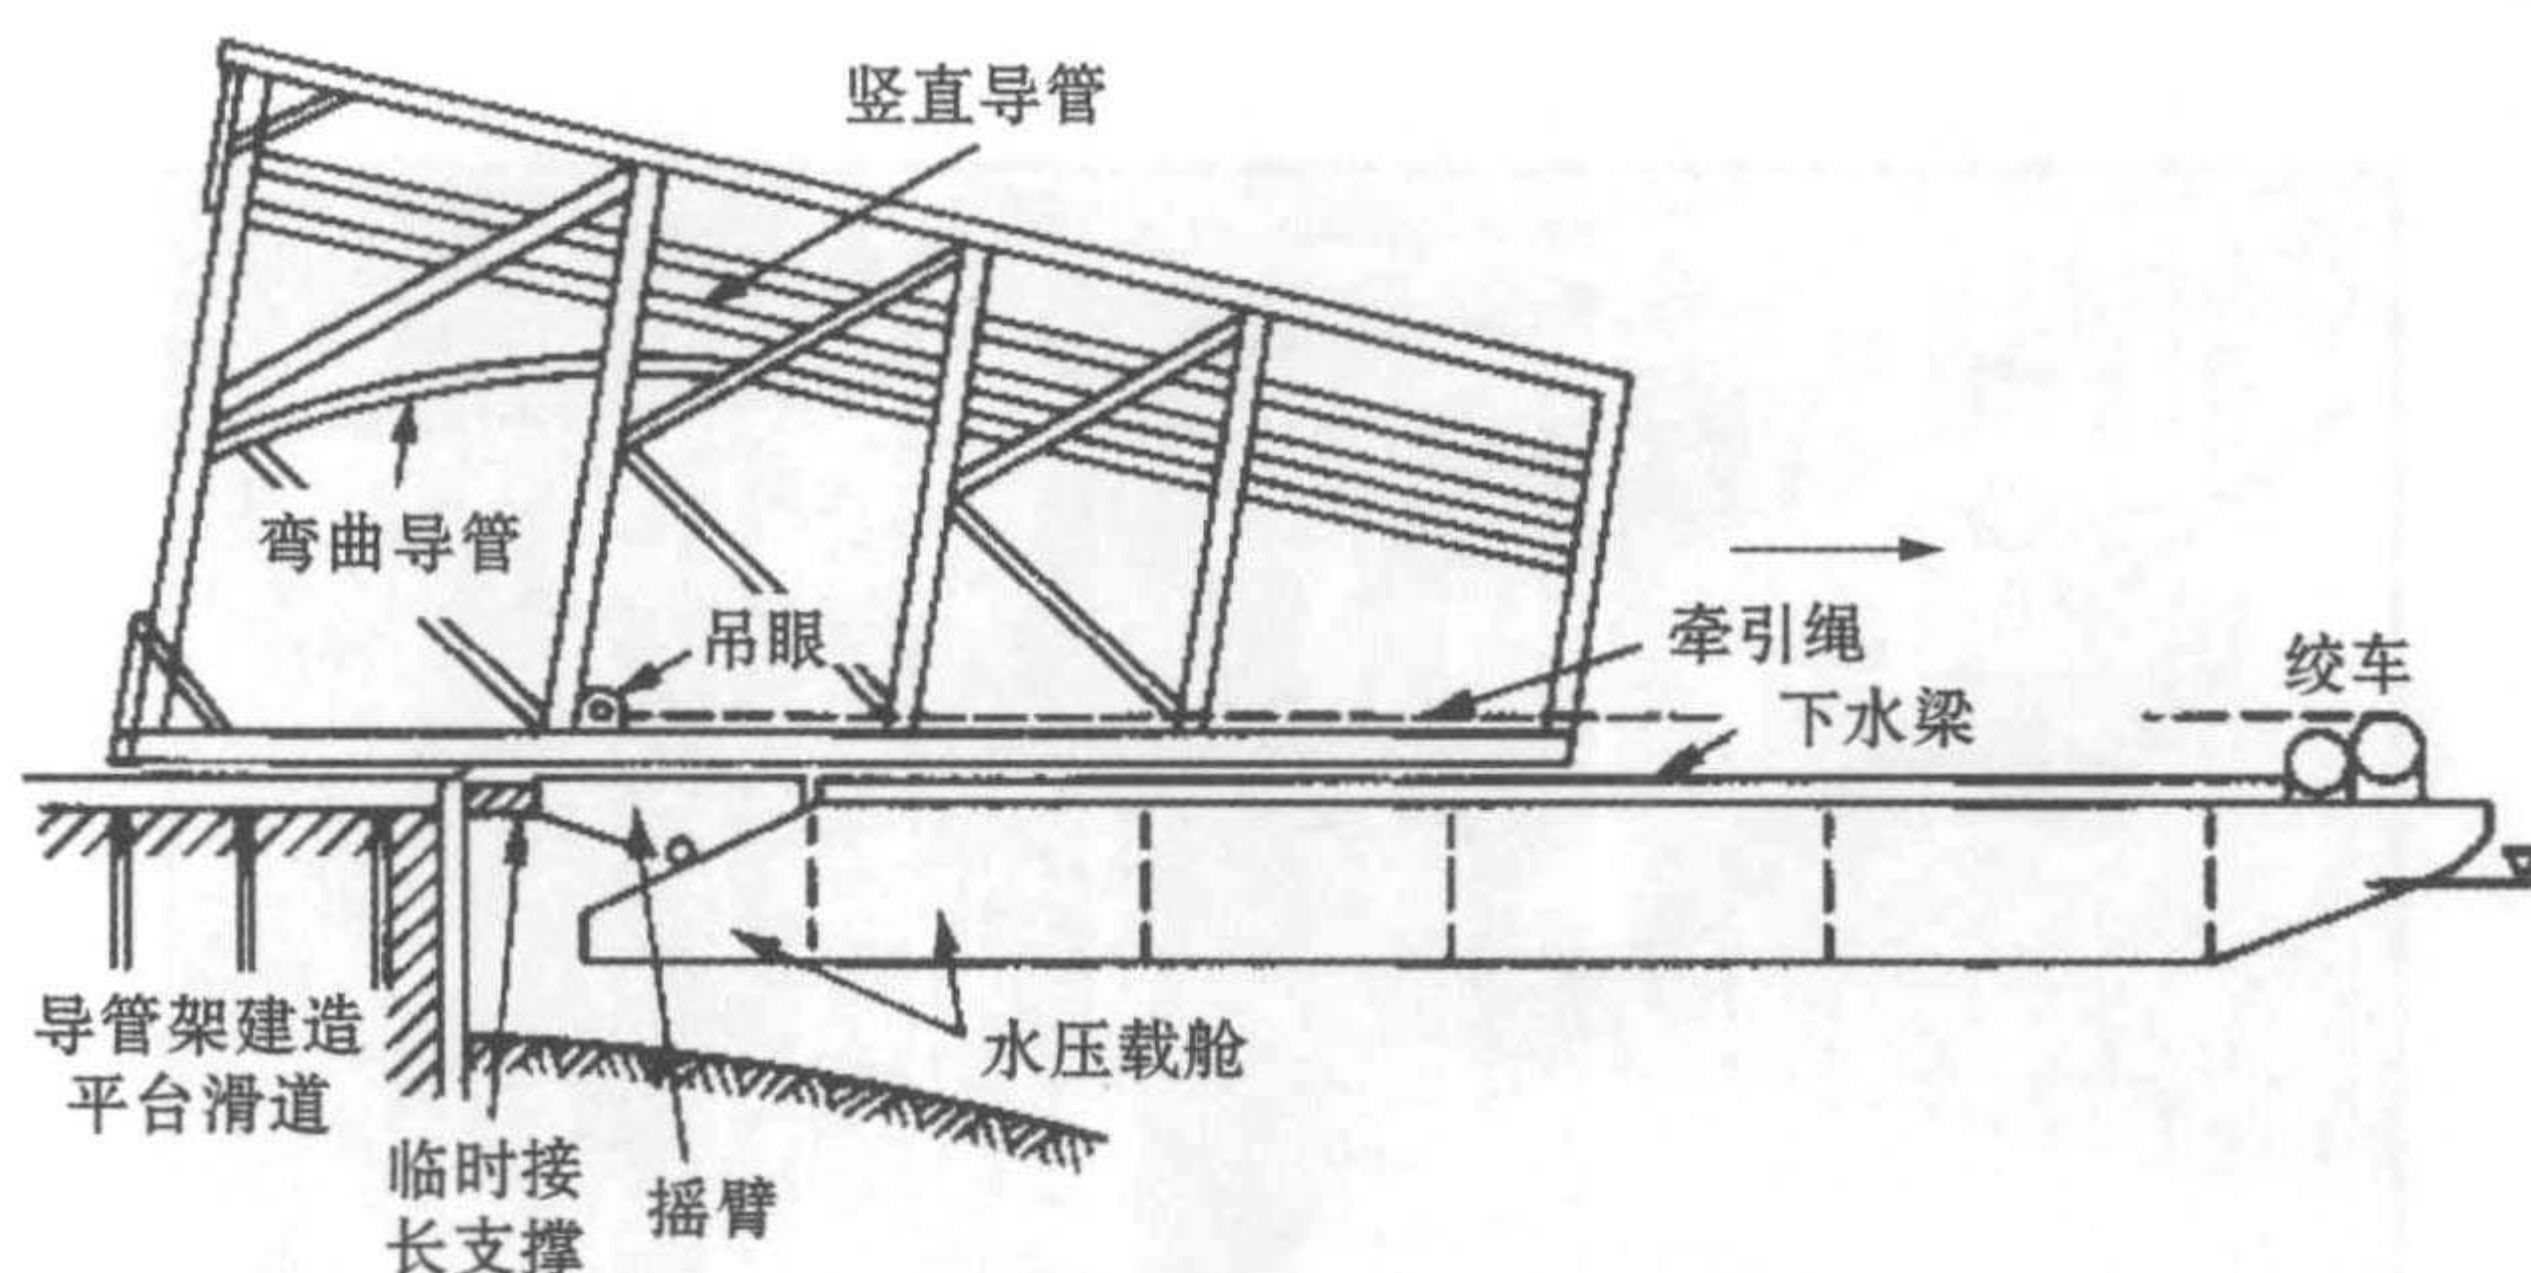 竖直导管
弯曲导管
吊眼
牵引绳
绞车
下水梁
导管架建造
平台滑道
水压载舱
临时接
长支撑
摇臂